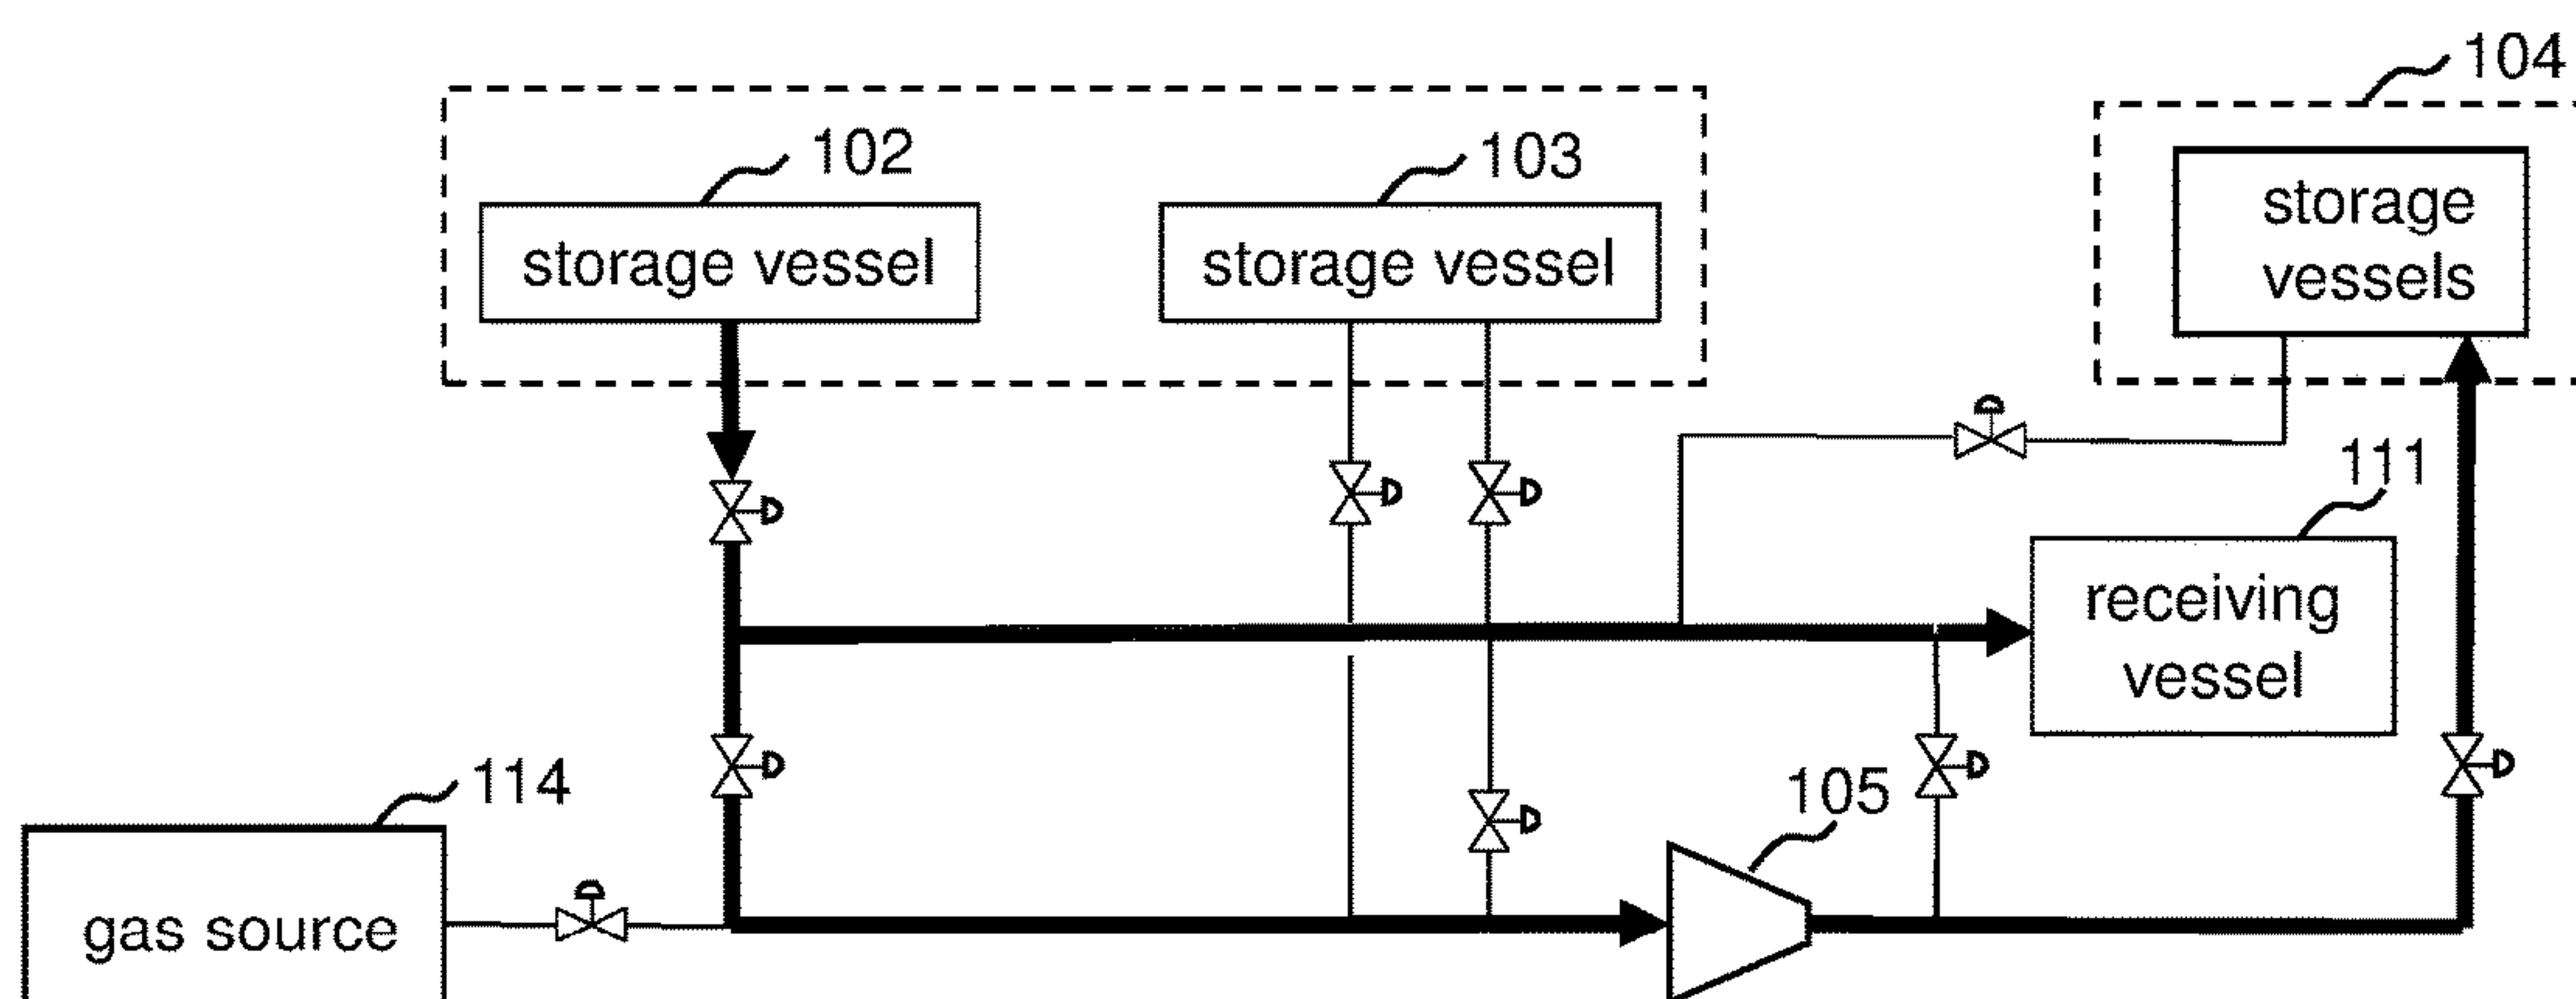 104
102
103
storage
vessels
storage vessel
storage vessel
111
receiving
vessel
114
105
gas source